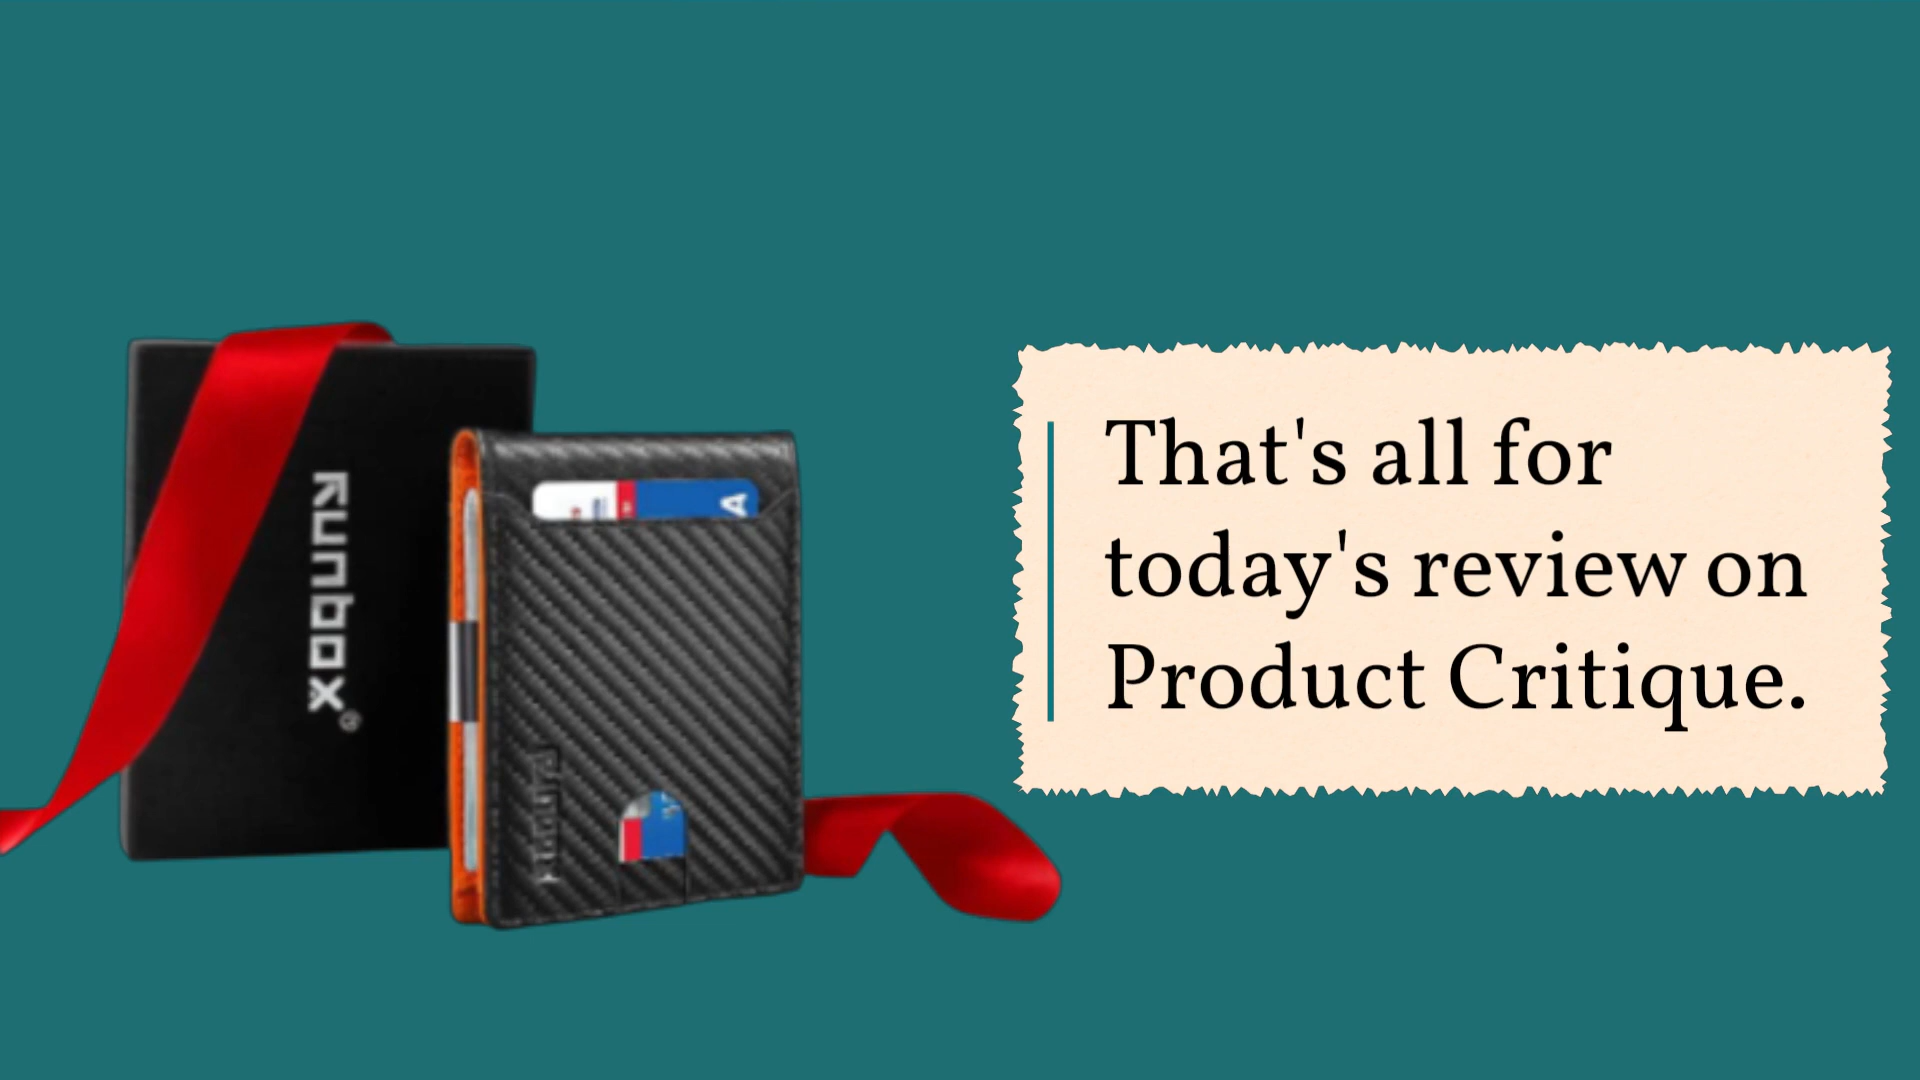 RUNBOX®
That's all for
today's review on
Product Critique.
A